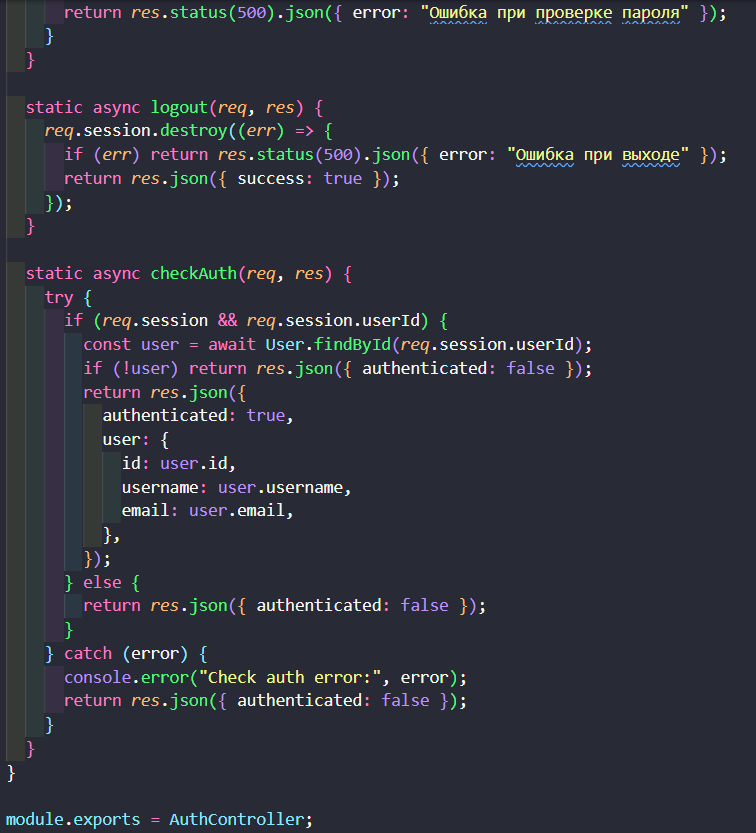 return res.status(500).json({ error: "Ошибка при проверке пароля" });
}
}
static async logout(req, res) {
req.session.destroy((err) => {
if (err) return res.status(500).json({ error: "Ошибка при выходе" });
return res.json({ success: true });
});
}
static async checkAuth(req, res) {
try {
if (req.session && req.session.userId) {
const user = await User.findById(req.session.userId);
if (!user) return res.json({ authenticated: false });
return res.json({
authenticated: true,
user: {
id: user.id,
username: user.username,
email: user.email,
},
});
} else {
return res.json({ authenticated: false });
}
} catch (error) {
console.error("Check auth error:", error);
return res.json({ authenticated: false });
}
}
}
module.exports = AuthController;